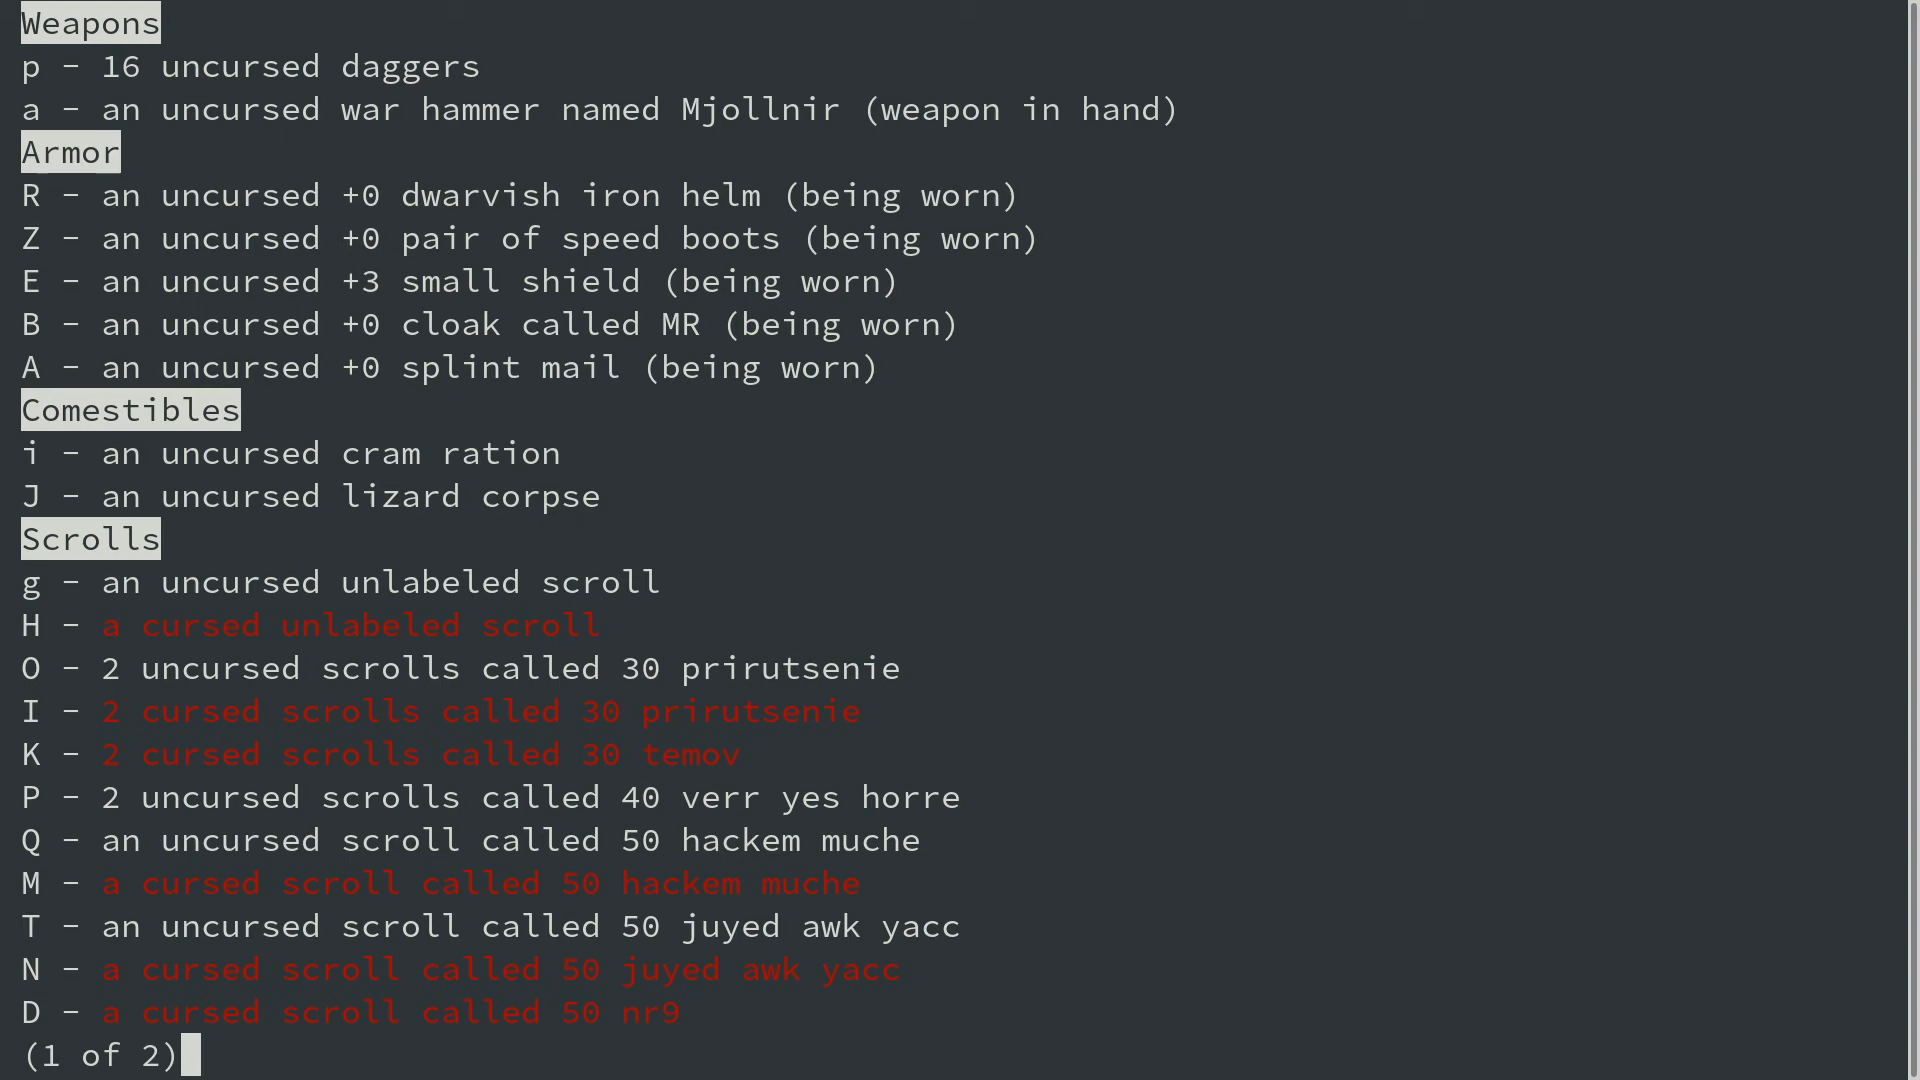 Weapons
p - 16 uncursed daggers
a - an uncursed war hammer named Mjollnir (weapon in hand)
Armor
R - an uncursed +0 dwarvish iron helm (being worn)
Z - an uncursed +0 pair of speed boots (being worn)
E - an uncursed +3 small shield (being worn)
B - an uncursed +0 cloak called MR (being worn)
A - an uncursed +0 splint mail (being worn)
Comestibles
i - an uncursed cram ration
J - an uncursed lizard corpse
Scrolls
g - an uncursed unlabeled scroll
H - a cursed unlabeled scroll
O - 2 uncursed scrolls called 30 prirutsenie
I - 2 cursed scrolls called 30 prirutsenie
K - 2 cursed scrolls called 30 temov
P - 2 uncursed scrolls called 40 verr yes horre
Q - an uncursed scroll called 50 hackem muche
M - a cursed scroll called 50 hackem muche
T - an uncursed scroll called 50 juyed awk yacc
N - a cursed scroll called 50 juyed awk yacc
D - a cursed scroll called 50 nr9
(1 of 2)